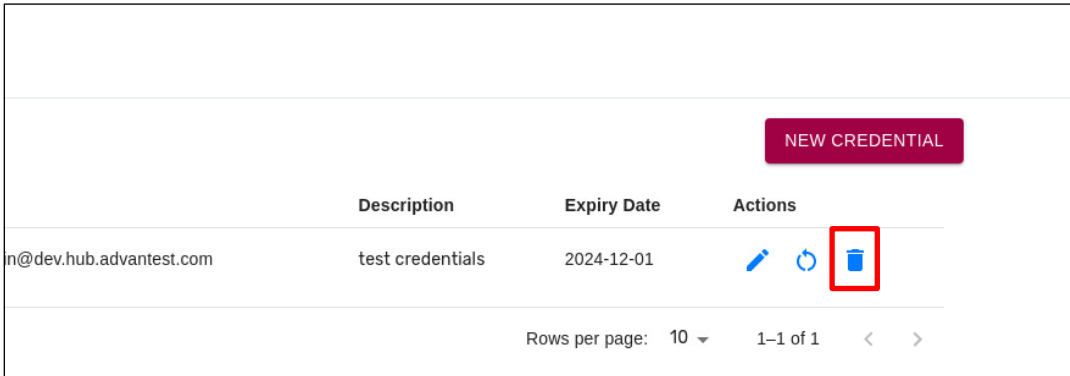 NEW CREDENTIAL
Description Expiry Date Actions
in@dev.hub.advantest.com test credentials 2024-12-01
Rows per page: 10 1–1 of 1